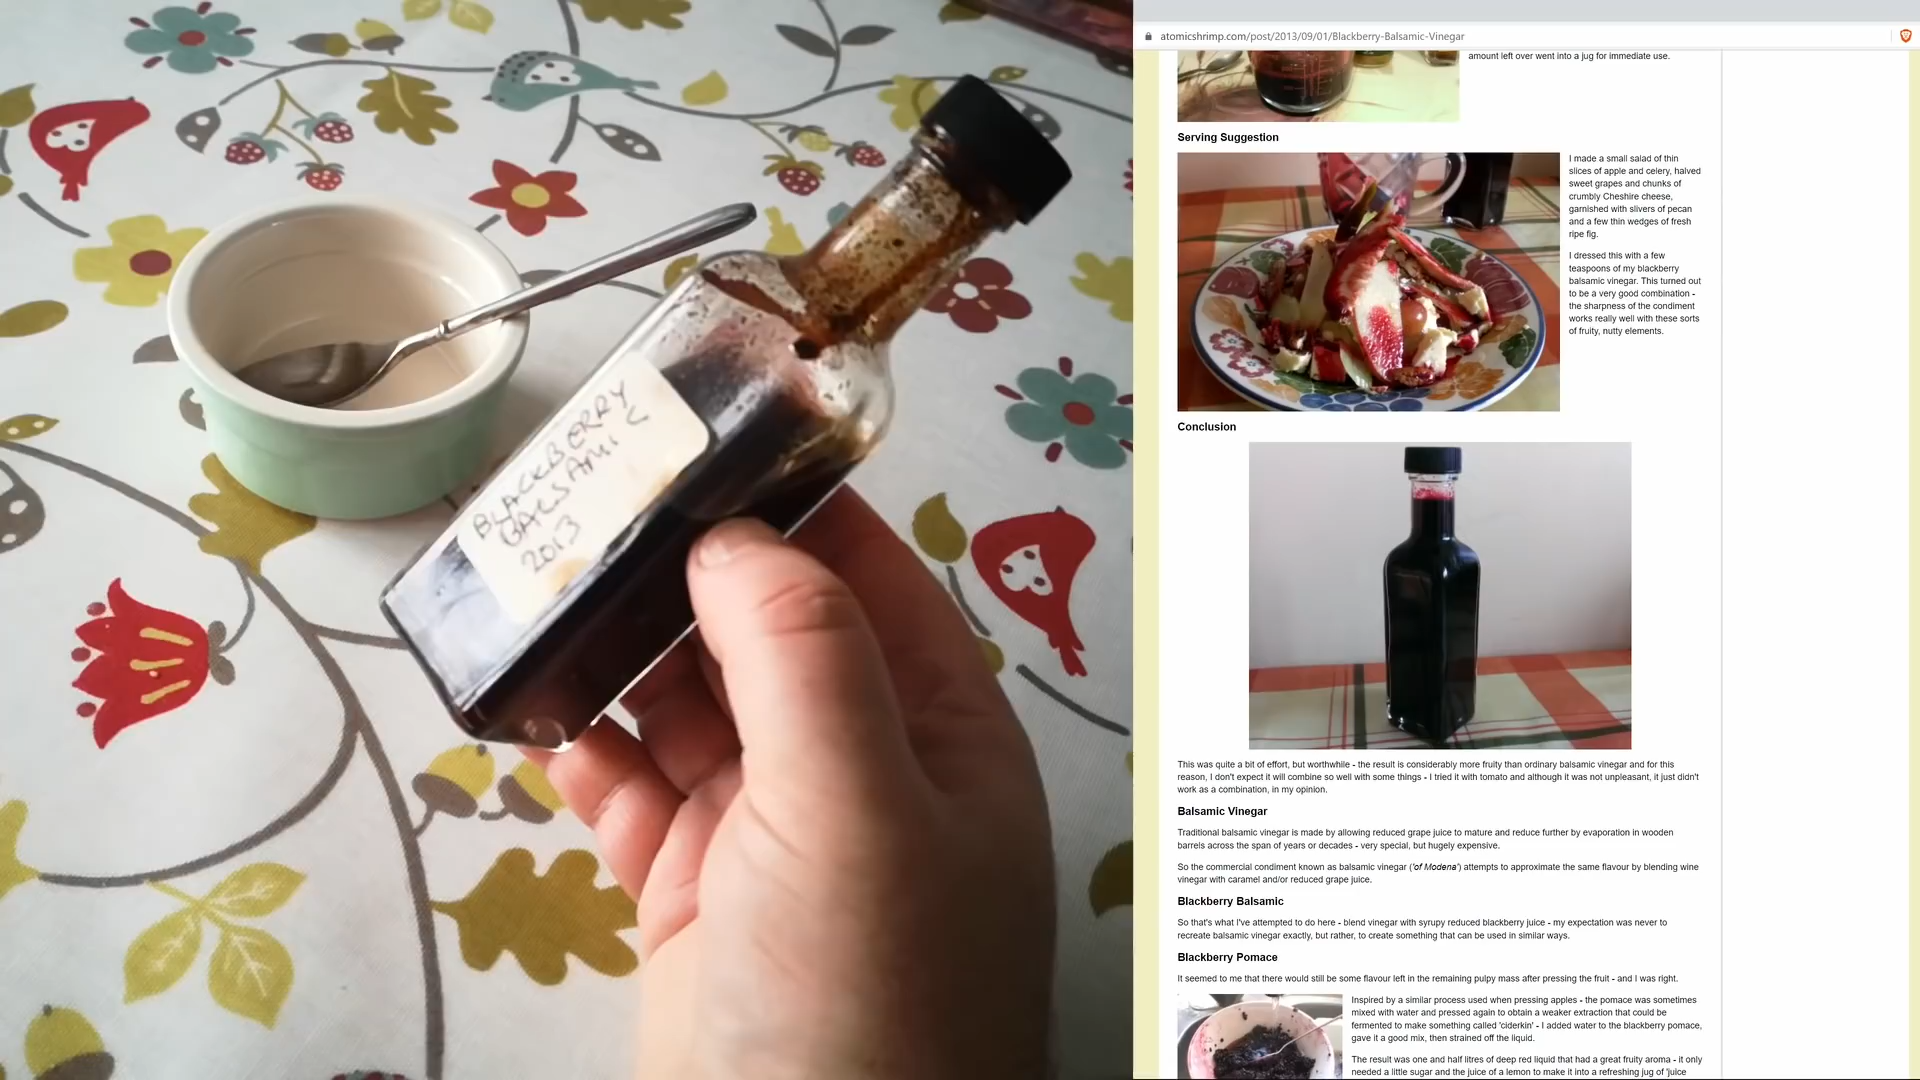 BLACKBERRY
BALSAMIC
2013
atomicshrimp.com/post/2013/09/01/Blackberry-Balsamic-Vinegar
amount left over went into a jug for immediate use.
Serving Suggestion
I made a small salad of thin
slices of apple and celery, halved
sweet grapes and chunks of
crumbly Cheshire cheese,
garnished with slivers of pecan
and a few thin wedges of fresh
ripe fig.
I dressed this with a few
teaspoons of my blackberry
balsamic vinegar. This turned out
to be a very good combination -
the sharpness of the condiment
works really well with these sorts
of fruity, nutty elements.
Conclusion
This was quite a bit of effort, but worthwhile - the result is considerably more fruity than ordinary balsamic vinegar and for this
reason, I don't expect it will combine so well with some things - I tried it with tomato and although it was not unpleasant, it just didn't
work as a combination, in my opinion.
Balsamic Vinegar
Traditional balsamic vinegar is made by allowing reduced grape juice to mature and reduce further by evaporation in wooden
barrels across the span of years or decades - very special, but hugely expensive.
So the commercial condiment known as balsamic vinegar ('of Modena') attempts to approximate the same flavour by blending wine
vinegar with caramel and/or reduced grape juice.
Blackberry Balsamic
So that's what I've attempted to do here - blend vinegar with syrupy reduced blackberry juice - my expectation was never to
recreate balsamic vinegar exactly, but rather, to create something that can be used in similar ways.
Blackberry Pomace
It seemed to me that there would still be some flavour left in the remaining pulpy mass after pressing the fruit - and I was right.
Inspired by a similar process used when pressing apples - the pomace was sometimes
mixed with water and pressed again to obtain a weaker extraction that could be
fermented to make something called 'ciderkin' - I added water to the blackberry pomace,
gave it a good mix, then strained off the liquid.
The result was one and half litres of deep red liquid that had a great fruity aroma - it only
needed a little sugar and the juice of a lemon to make it into a refreshing jug of 'juice